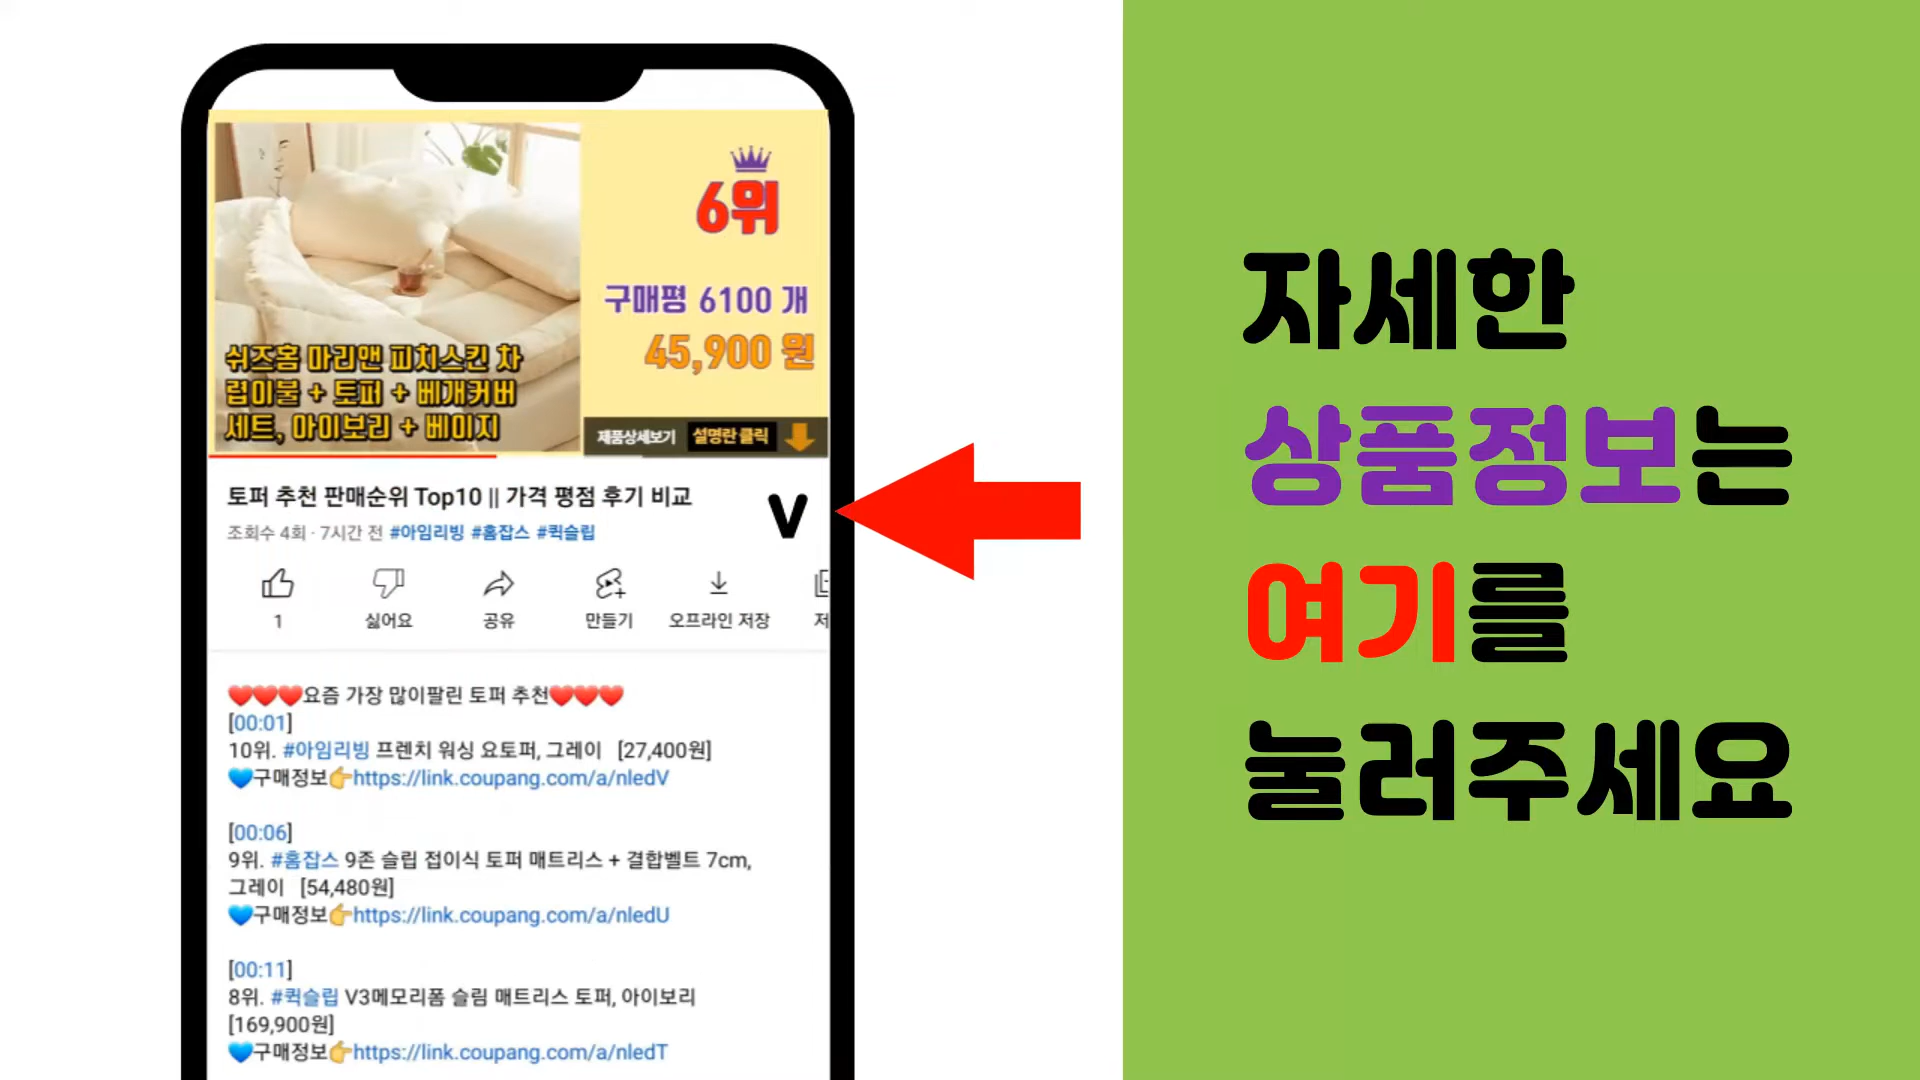 6위
구매평 6100 개
45,900 원
쉬즈홈 마리앤 피치스킨 차
렵이불 + 토퍼 + 베개커버
세트, 아이보리 + 베이지
제품상세보기 설명란 클릭
토퍼 추천 판매순위 Top10 || 가격 평점 후기 비교
V
조회수 4회 · 7시간 전 #아임리빙 #홈잡스 #퀵슬립
1 싫어요 공유 만들기 오프라인 저장 저
❤️❤️❤️요즘 가장 많이팔린 토퍼 추천❤️❤️❤️
[00:01]
10위. #아임리빙 프렌치 워싱 요토퍼, 그레이 [27,400원]
💙구매정보👉https://link.coupang.com/a/nledV
[00:06]
9위. #홈잡스 9존 슬립 접이식 토퍼 매트리스 + 결합벨트 7cm,
그레이 [54,480원]
💙구매정보👉https://link.coupang.com/a/nledU
[00:11]
8위. #퀵슬립 V3메모리폼 슬림 매트리스 토퍼, 아이보리
[169,900원]
💙구매정보👉https://link.coupang.com/a/nledT
자세한
상품정보는
여기를
눌러주세요